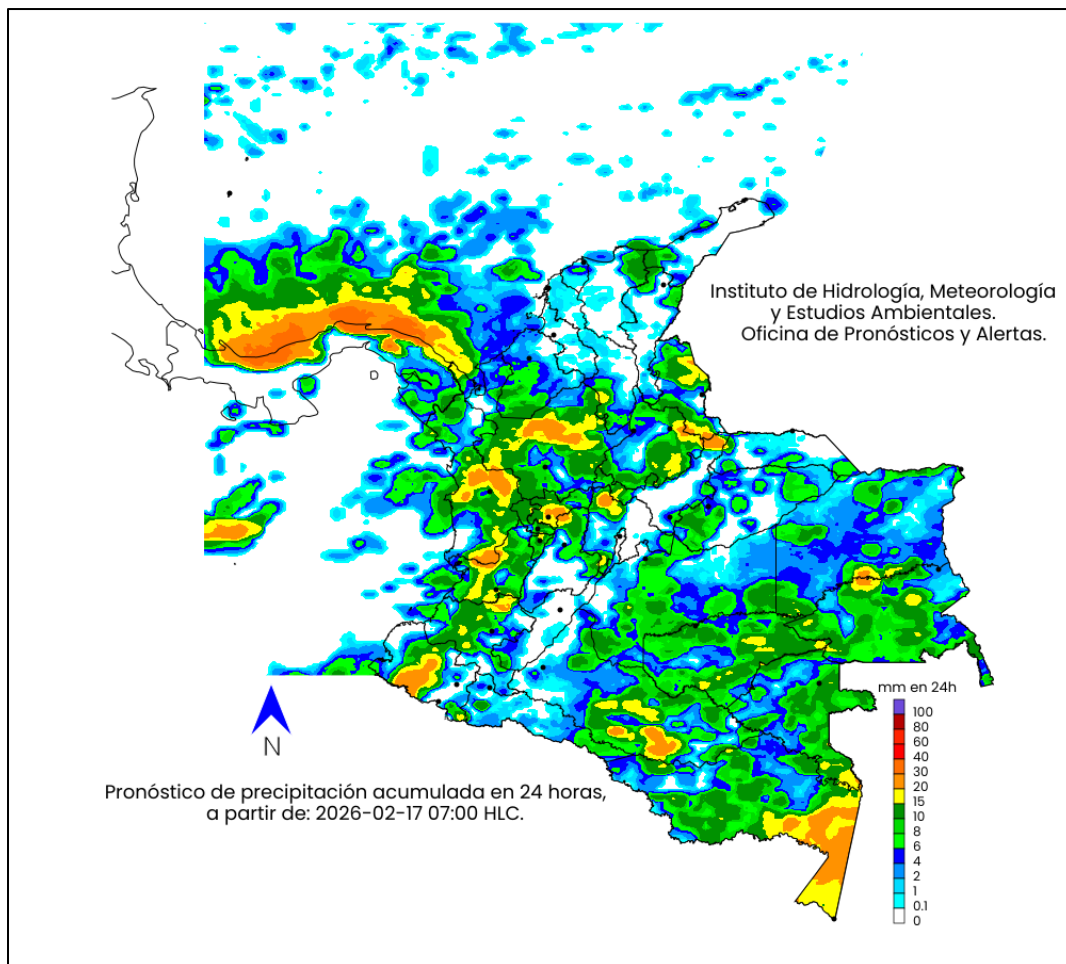 Instituto de Hidrología, Meteorología
y Estudios Ambientales.
Oficina de Pronósticos y Alertas.
mm en 24h
100
80
60
40
30
20
15
10
8
6
4
2
1
0.1
0
N
Pronóstico de precipitación acumulada en 24 horas,
a partir de: 2026-02-17 07:00 HLC.